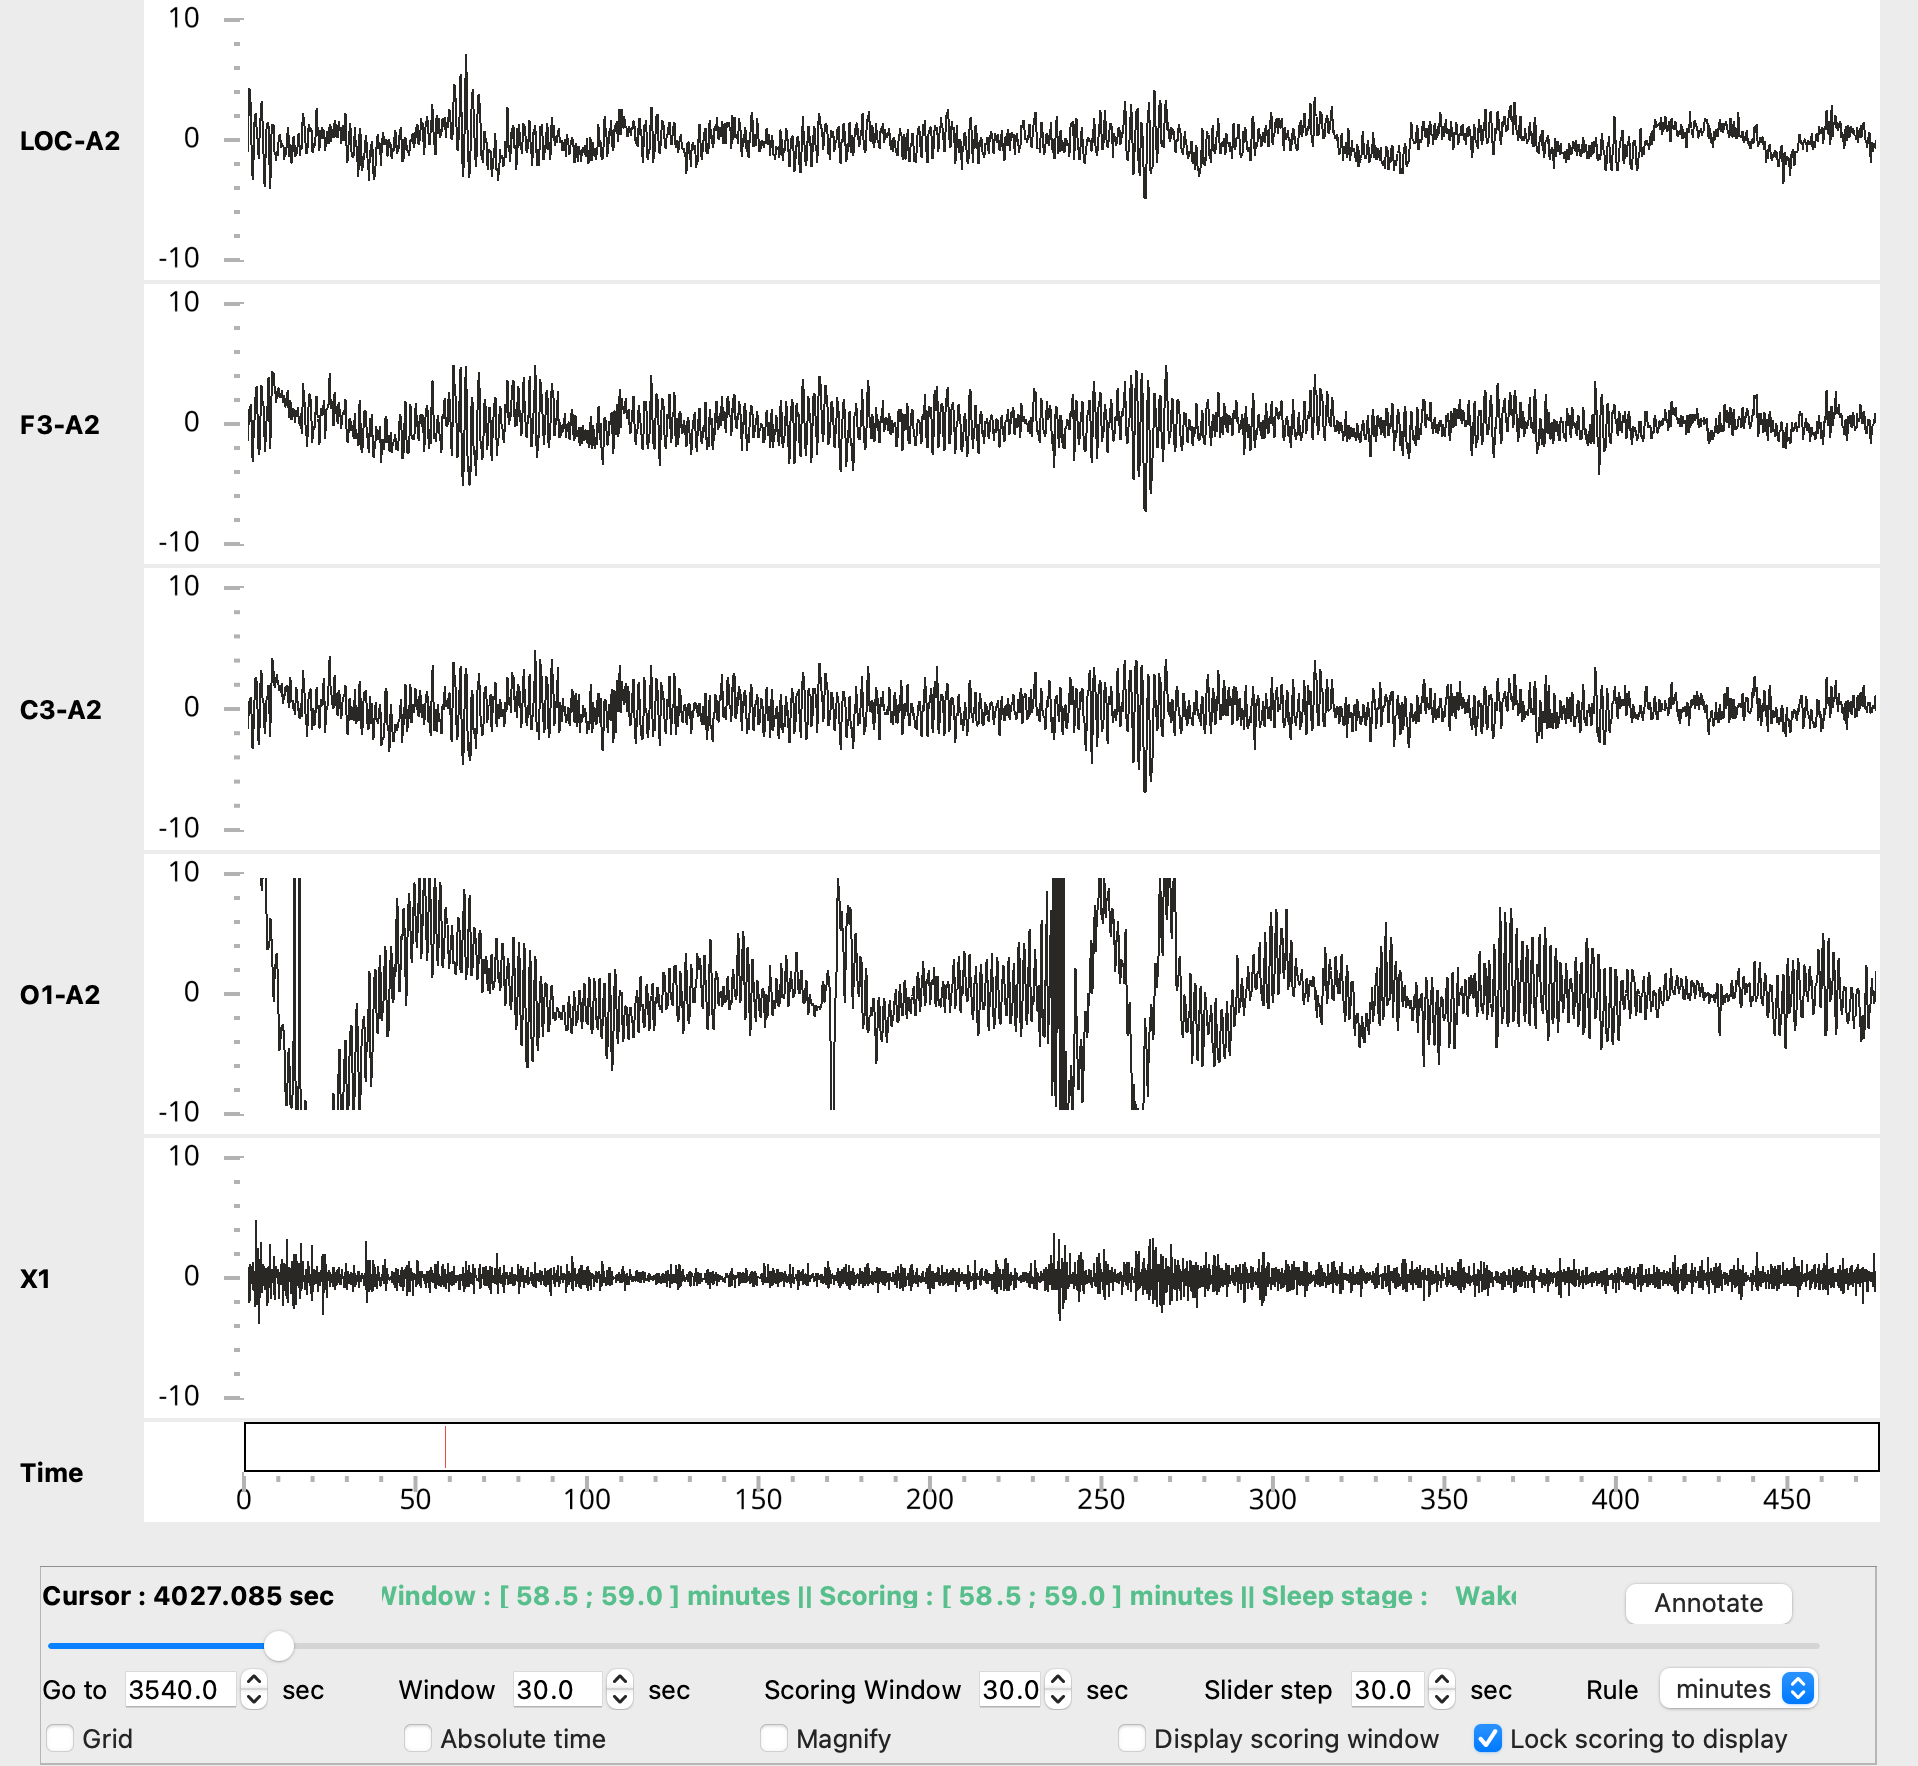 10
LOC-A2
0
-10
10
F3-A2
0
-10
10
C3-A2
0
-10
10
O1-A2
0
-10
10
X1
0
-10
Time
0 50 100 150 200 250 300 350 400 450
Cursor : 4027.085 sec Window : [ 58.5 ; 59.0 ] minutes || Scoring : [ 58.5 ; 59.0 ] minutes || Sleep stage : Wake Annotate
Go to 3540.0 sec Window 30.0 sec Scoring Window 30.0 sec Slider step 30.0 sec Rule minutes
Grid Absolute time Magnify Display scoring window Lock scoring to display